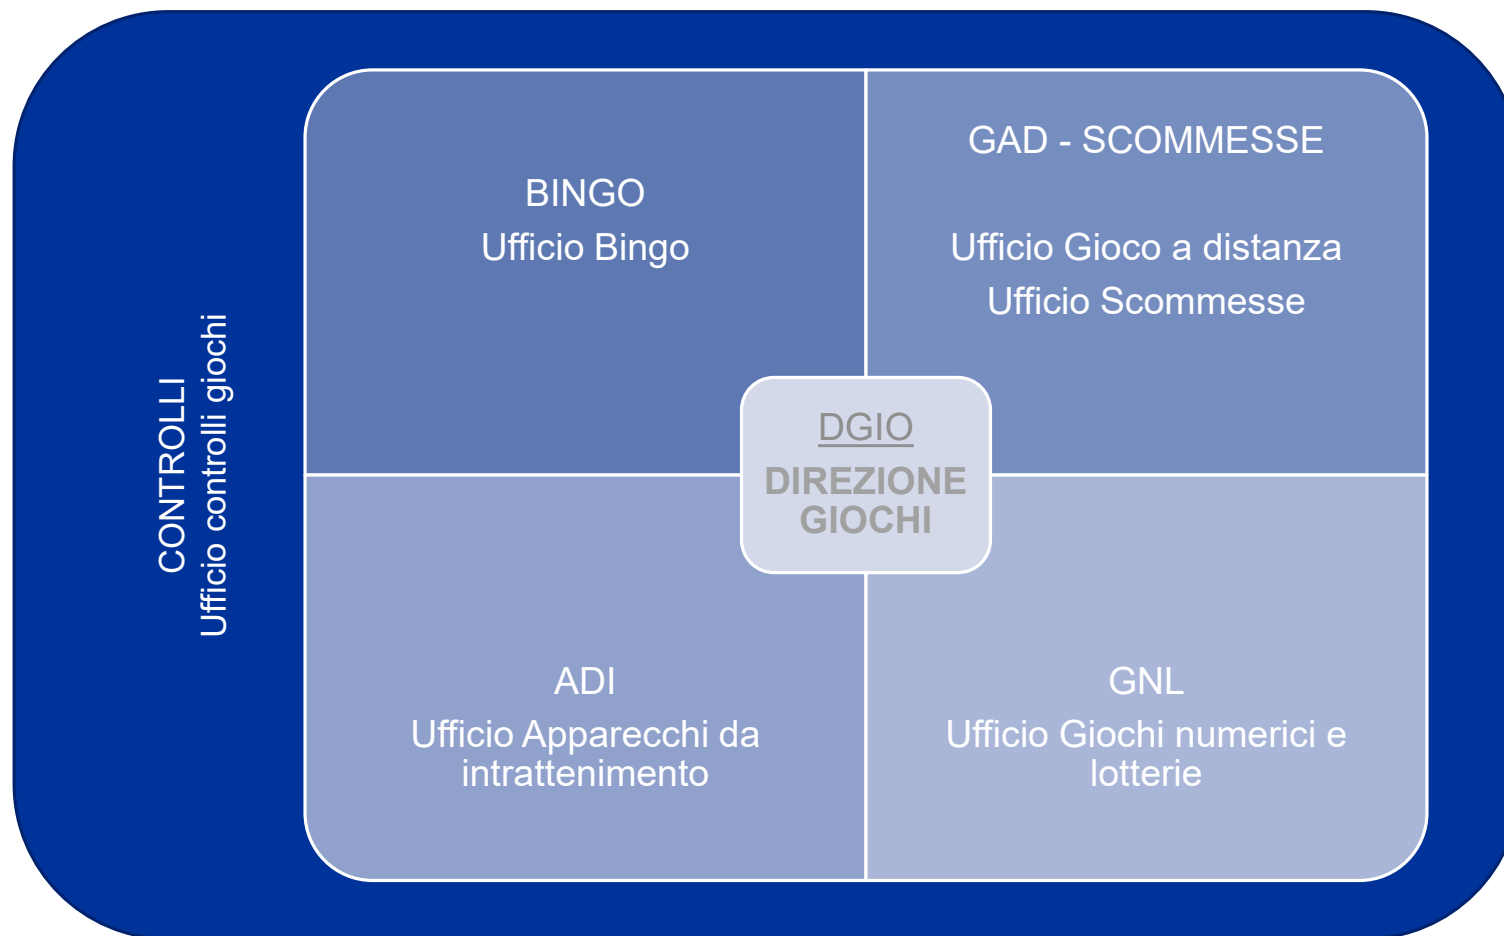 CONTROLLI
Ufficio controlli giochi
BINGO
Ufficio Bingo
GAD - SCOMMESSE
Ufficio Gioco a distanza
Ufficio Scommesse
DGIO
DIREZIONE
GIOCHI
ADI
Ufficio Apparecchi da
intrattenimento
GNL
Ufficio Giochi numerici e
lotterie